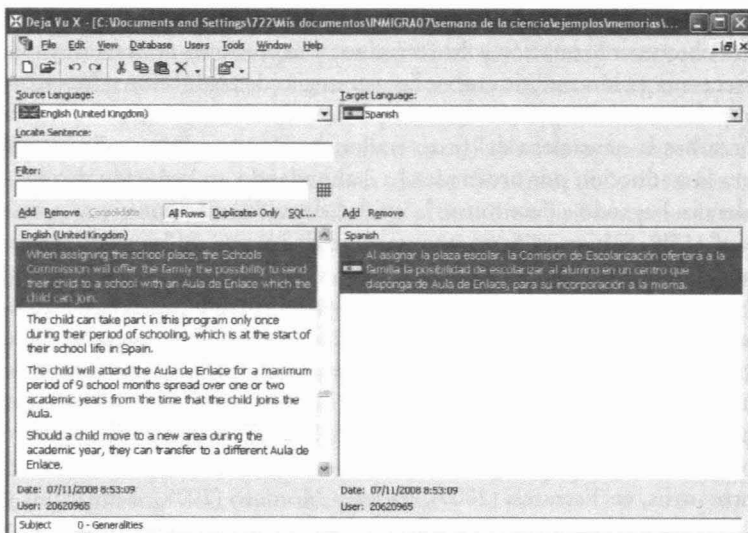 Deja Vu X - [C:\Documents and Settings\???\Mis documentos\INMIGRA07\semana de la ciencia\ejemplos\memorias\...
File Edit View Database Users Tools Window Help
Source Language:
English (United Kingdom)
Target Language:
Spanish
Locate Sentence:
Filter:
Add Remove Consolidate All Rows Duplicates Only SQL...
Add Remove
English (United Kingdom)
When assigning the school place, the Schools
Commission will offer the family the possibility to send
their child to a school with an Aula de Enlace which the
child can join.
The child can take part in this program only once
during their period of schooling, which is at the start of
their school life in Spain.
The child will attend the Aula de Enlace for a maximum
period of 9 school months spread over one or two
academic years from the time that the child joins the
Aula.
Should a child move to a new area during the
academic year, they can transfer to a different Aula de
Enlace.
Spanish
Al asignar la plaza escolar, la Comisión de Escolarización ofertará a la
familia la posibilidad de escolarizar al alumno en un centro que
disponga de Aula de Enlace, para su incorporación a la misma.
Date: 07/11/2008 8:53:09
User: 20620965
Date: 07/11/2008 8:53:09
User: 20620965
Subject 0 - Generalities